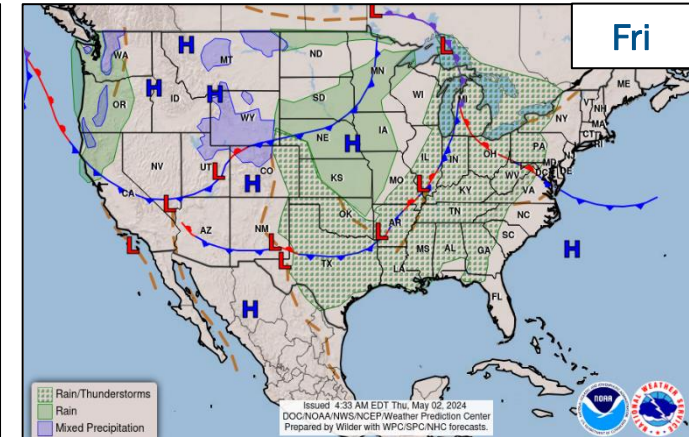 Fri
L
L
WA
MT
ND
MN
ME
H
H
H
OR
ID
SD
WI
MI
VT
NH
NY
MA
CT
RI
WY
NE
IA
H
PA
NJ
NV
UT
L
CO
H
IL
IN
OH
MD
DE
DC
WV
VA
KS
MO
L
KY
CA
L
AZ
NM
OK
AR
TN
NC
L
SC
L
L
L
TX
LA
MS
AL
GA
H
H
FL
Rain/Thunderstorms
Rain
Mixed Precipitation
Issued 4:33 AM EDT Thu, May 02, 2024
DOC/NOAA/NWS/NCEP/Weather Prediction Center
Prepared by Wilder with WPC/SPC/NHC forecasts.
NOAA
NATIONAL WEATHER SERVICE